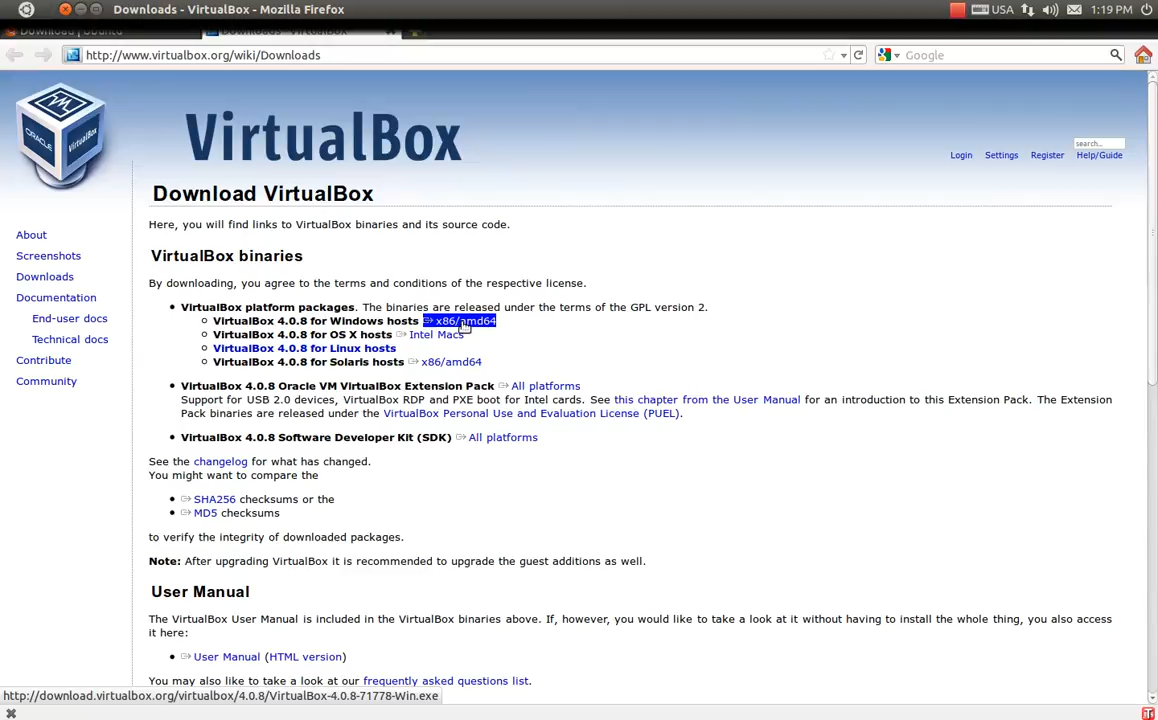 Downloads - VirtualBox - Mozilla Firefox
USA
1:19 PM
Download | Ubuntu
Downloads - VirtualBox
http://www.virtualbox.org/wiki/Downloads
Google
ORACLE
VirtualBox
VirtualBox
search...
Login Settings Register Help/Guide
Download VirtualBox
Here, you will find links to VirtualBox binaries and its source code.
About
Screenshots
Downloads
Documentation
End-user docs
Technical docs
Contribute
Community
VirtualBox binaries
By downloading, you agree to the terms and conditions of the respective license.
VirtualBox platform packages. The binaries are released under the terms of the GPL version 2.
VirtualBox 4.0.8 for Windows hosts x86/amd64
VirtualBox 4.0.8 for OS X hosts Intel Macs
VirtualBox 4.0.8 for Linux hosts
VirtualBox 4.0.8 for Solaris hosts x86/amd64
VirtualBox 4.0.8 Oracle VM VirtualBox Extension Pack All platforms
Support for USB 2.0 devices, VirtualBox RDP and PXE boot for Intel cards. See this chapter from the User Manual for an introduction to this Extension Pack. The Extension
Pack binaries are released under the VirtualBox Personal Use and Evaluation License (PUEL).
VirtualBox 4.0.8 Software Developer Kit (SDK) All platforms
See the changelog for what has changed.
You might want to compare the
SHA256 checksums or the
MD5 checksums
to verify the integrity of downloaded packages.
Note: After upgrading VirtualBox it is recommended to upgrade the guest additions as well.
User Manual
The VirtualBox User Manual is included in the VirtualBox binaries above. If, however, you would like to take a look at it without having to install the whole thing, you also access
it here:
User Manual (HTML version)
You may also like to take a look at our frequently asked questions list.
http://download.virtualbox.org/virtualbox/4.0.8/VirtualBox-4.0.8-71778-Win.exe